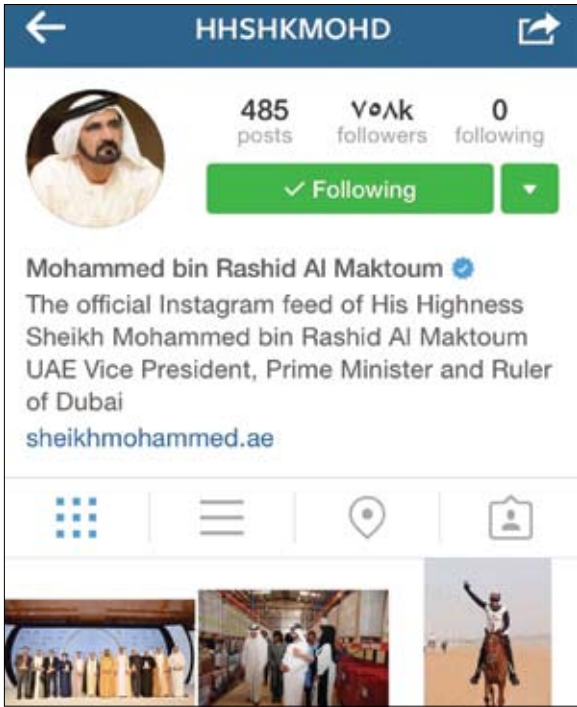 HHSHKMOHD
485 ٧٥٨k 0
posts followers following
Following
Mohammed bin Rashid Al Maktoum
The official Instagram feed of His Highness
Sheikh Mohammed bin Rashid Al Maktoum
UAE Vice President, Prime Minister and Ruler
of Dubai
sheikhmohammed.ae